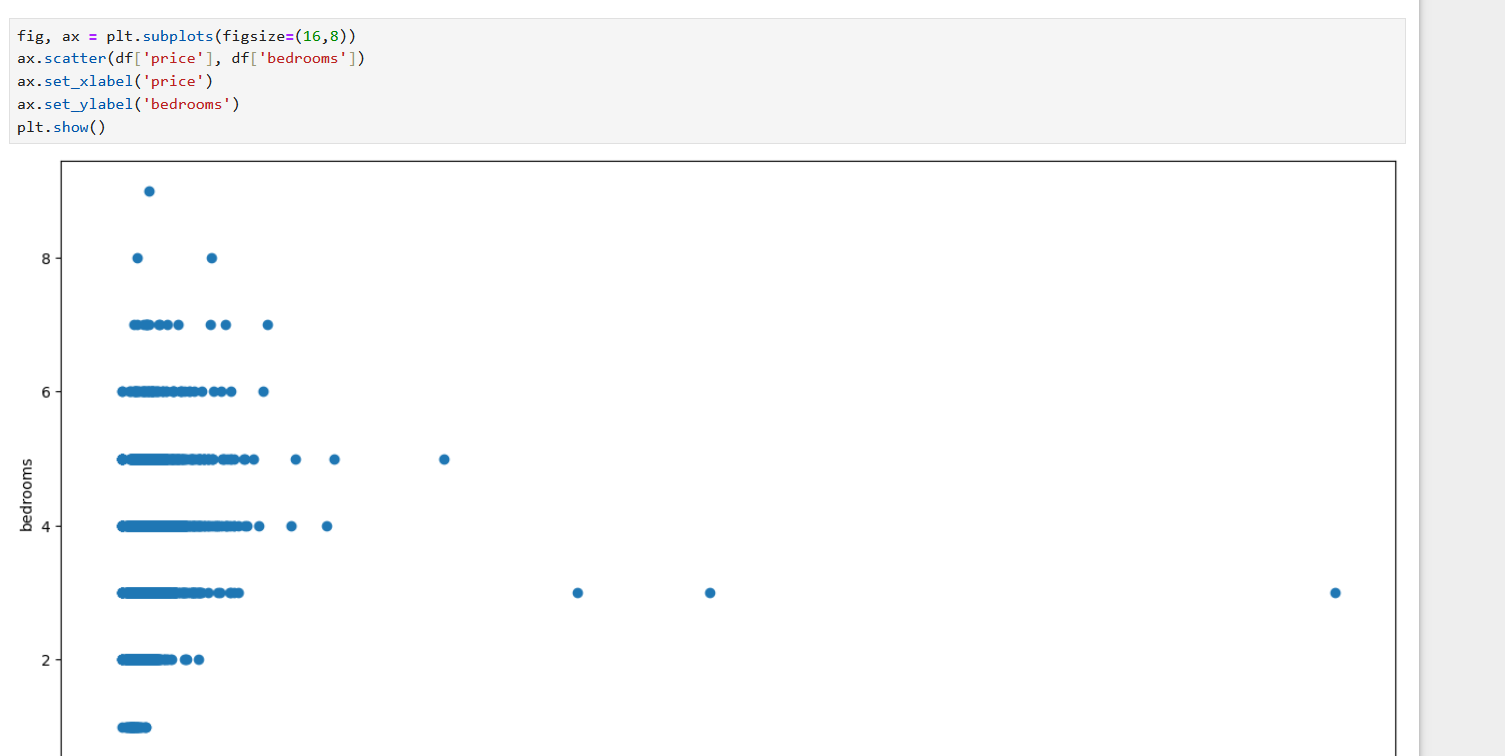 fig, ax = plt.subplots(figsize=(16,8))
ax.scatter(df['price'], df['bedrooms'])
ax.set_xlabel('price')
ax.set_ylabel('bedrooms')
plt.show()
8
6
bedrooms
4
2